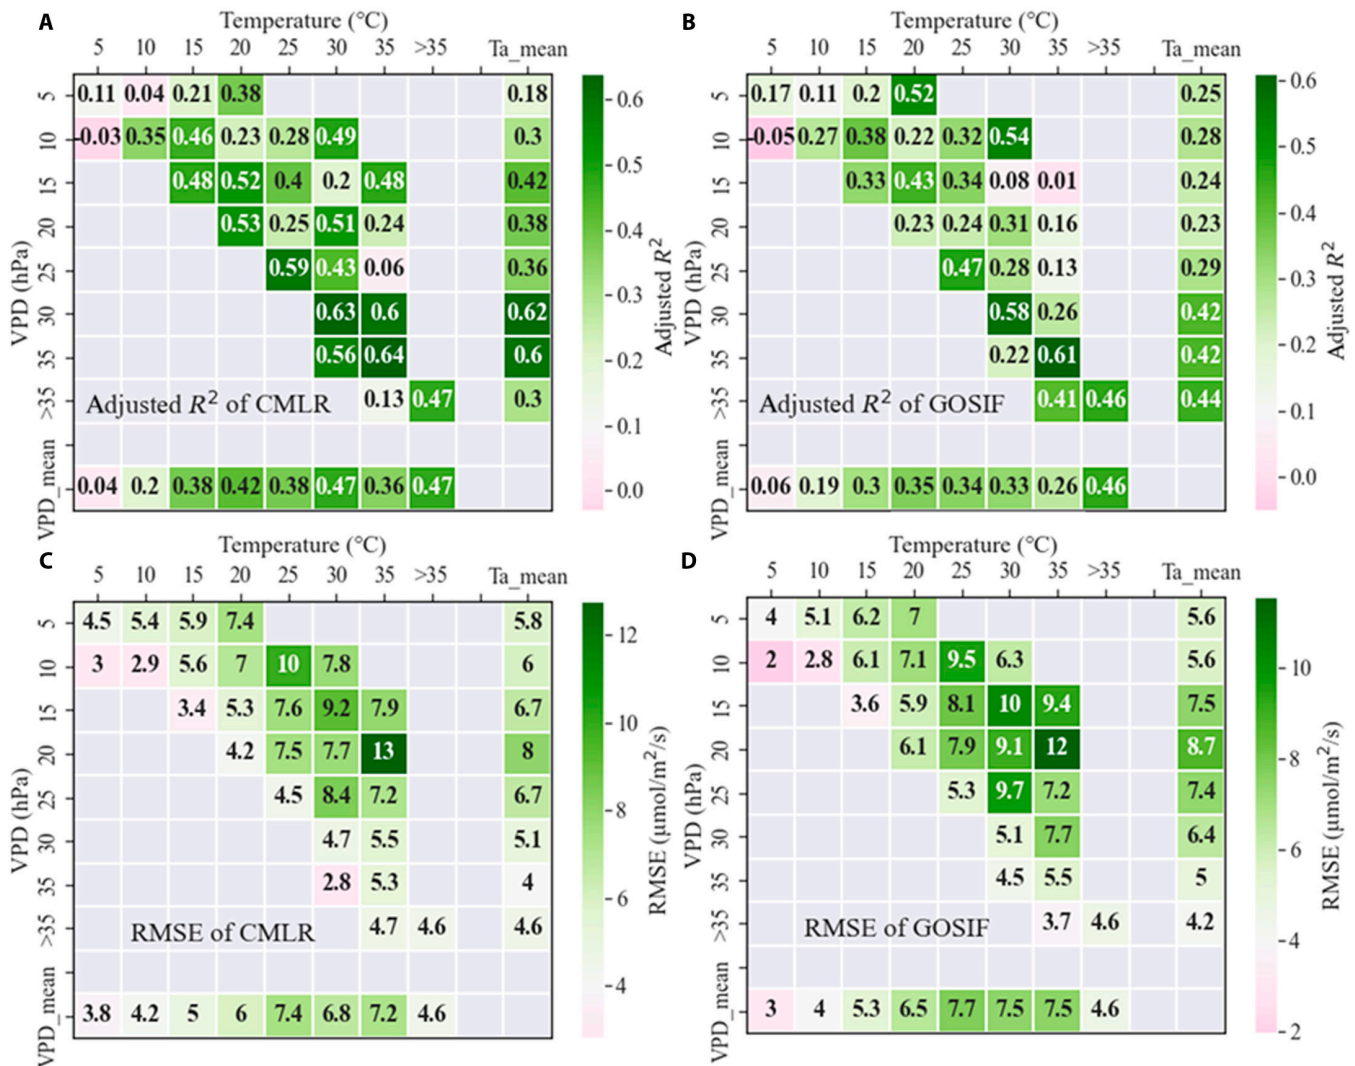 A
Temperature (°C)
5 10 15 20 25 30 35 >35 Ta_mean
VPD (hPa)
5 0.11 0.04 0.21 0.38 0.18
10 -0.03 0.35 0.46 0.23 0.28 0.49 0.3
15 0.48 0.52 0.4 0.2 0.48 0.42
20 0.53 0.25 0.51 0.24 0.38
25 0.59 0.43 0.06 0.36
30 0.63 0.6 0.62
35 0.56 0.64 0.6
>35 0.13 0.47 0.3
Adjusted R² of CMLR
VPD_mean 0.04 0.2 0.38 0.42 0.38 0.47 0.36 0.47
0.6
0.5
0.4
0.3
0.2
0.1
0.0
Adjusted R²
B
Temperature (°C)
5 10 15 20 25 30 35 >35 Ta_mean
VPD (hPa)
5 0.17 0.11 0.2 0.52 0.25
10 -0.05 0.27 0.38 0.22 0.32 0.54 0.28
15 0.33 0.43 0.34 0.08 0.01 0.24
20 0.23 0.24 0.31 0.16 0.23
25 0.47 0.28 0.13 0.29
30 0.58 0.26 0.42
35 0.22 0.61 0.42
>35 0.41 0.46 0.44
Adjusted R² of GOSIF
VPD_mean 0.06 0.19 0.3 0.35 0.34 0.33 0.26 0.46
0.6
0.5
0.4
0.3
0.2
0.1
0.0
Adjusted R²
C
Temperature (°C)
5 10 15 20 25 30 35 >35 Ta_mean
VPD (hPa)
5 4.5 5.4 5.9 7.4 5.8
10 3 2.9 5.6 7 10 7.8 6
15 3.4 5.3 7.6 9.2 7.9 6.7
20 4.2 7.5 7.7 13 8
25 4.5 8.4 7.2 6.7
30 4.7 5.5 5.1
35 2.8 5.3 4
>35 4.7 4.6 4.6
RMSE of CMLR
VPD_mean 3.8 4.2 5 6 7.4 6.8 7.2 4.6
12
10
8
6
4
RMSE (μmol/m²/s)
D
Temperature (°C)
5 10 15 20 25 30 35 >35 Ta_mean
VPD (hPa)
5 4 5.1 6.2 7 5.6
10 2 2.8 6.1 7.1 9.5 6.3 5.6
15 3.6 5.9 8.1 10 9.4 7.5
20 6.1 7.9 9.1 12 8.7
25 5.3 9.7 7.2 7.4
30 5.1 7.7 6.4
35 4.5 5.5 5
>35 3.7 4.6 4.2
RMSE of GOSIF
VPD_mean 3 4 5.3 6.5 7.7 7.5 7.5 4.6
10
8
6
4
2
RMSE (μmol/m²/s)